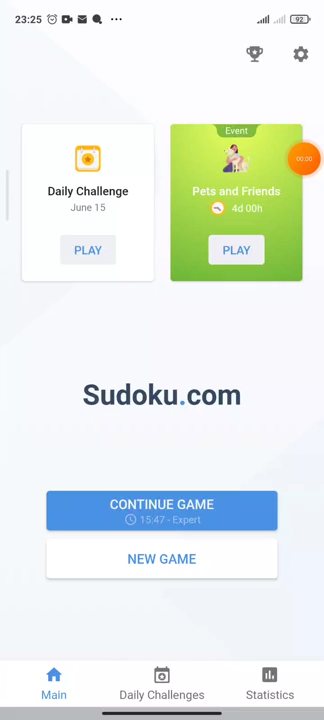 23:25
92
Event
00:00
Daily Challenge
June 15
PLAY
Pets and Friends
4d 00h
PLAY
Sudoku.com
CONTINUE GAME
15:47 - Expert
NEW GAME
Main
Daily Challenges
Statistics